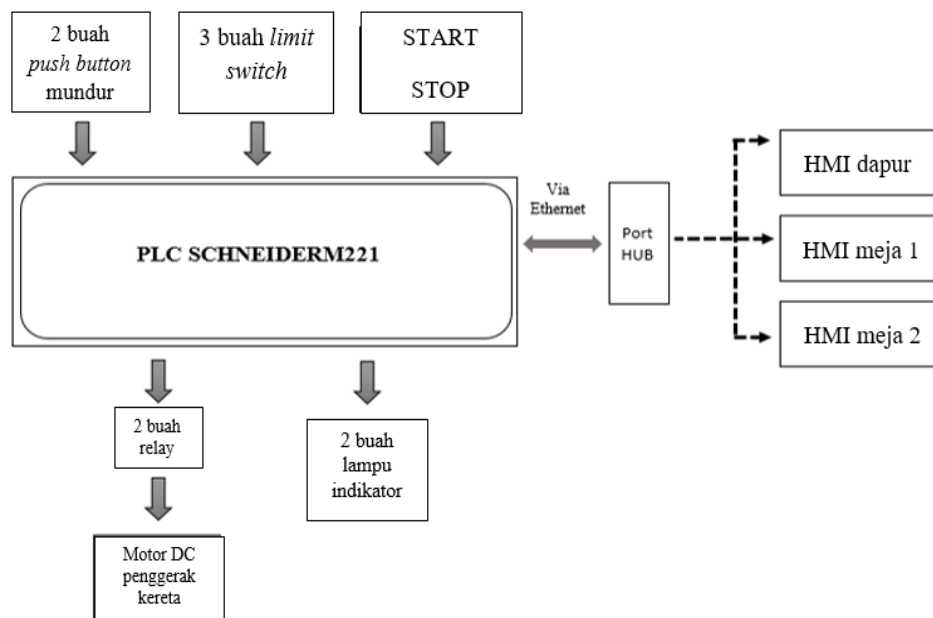 2 buah
push button
mundur
3 buah limit
switch
START
STOP
PLC SCHNEIDERM221
Via
Ethernet
Port
HUB
HMI dapur
HMI meja 1
HMI meja 2
2 buah
relay
2 buah
lampu
indikator
Motor DC
penggerak
kereta